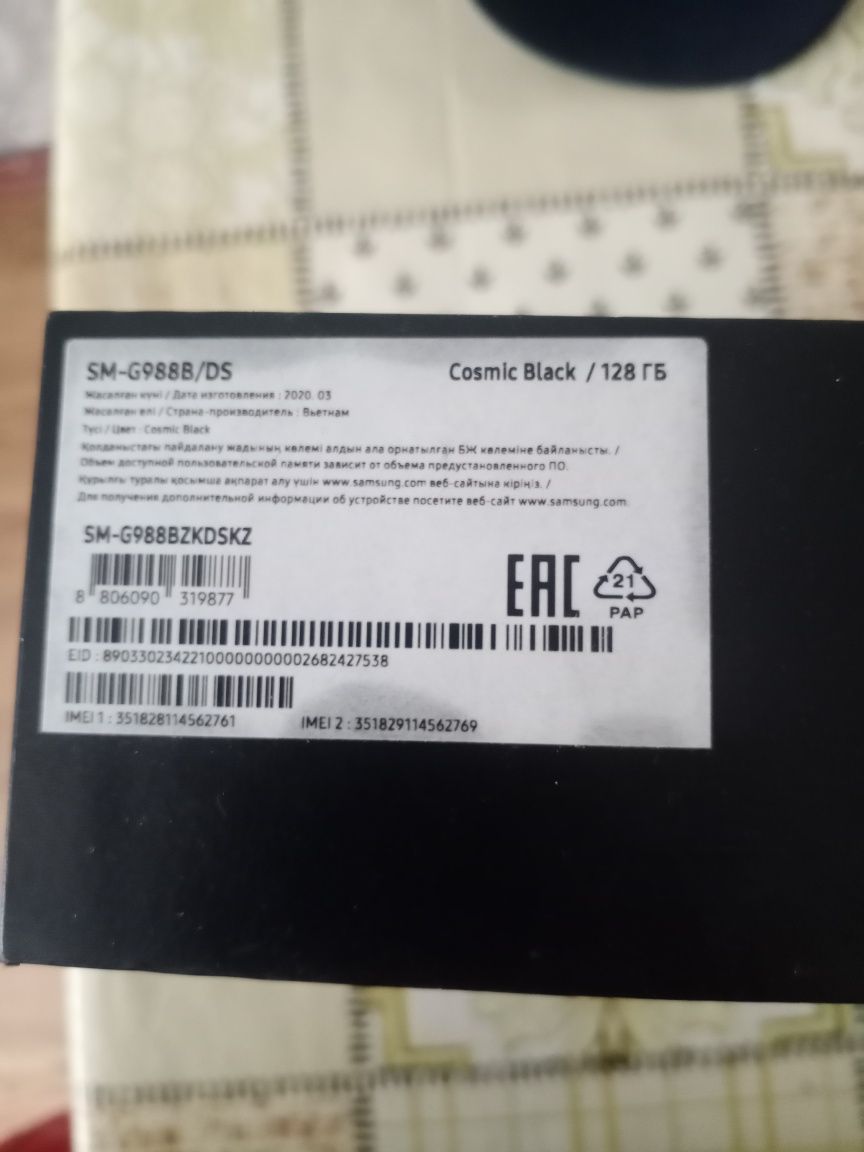 SM-G988B/DS
Cosmic Black / 128 ГБ
Жасалған күні / Дата изготовления : 2020. 03
Жасалған елі / Страна-производитель : Вьетнам
Түсі / Цвет : Cosmic Black
Қолданыстағы пайдалану жадының көлемі алдын ала орнатылған БЖ көлеміне байланысты. /
Объем доступной пользовательской памяти зависит от объема предустановленного ПО.
Құрылғы туралы қосымша ақпарат алу үшін www.samsung.com веб-сайтына кіріңіз. /
Для получения дополнительной информации об устройстве посетите веб-сайт www.samsung.com.
SM-G988BZKDSKZ
8 806090 319877
EAC
21
PAP
EID : 89033023422100000000002682427538
IMEI 1 : 351828114562761
IMEI 2 : 351829114562769